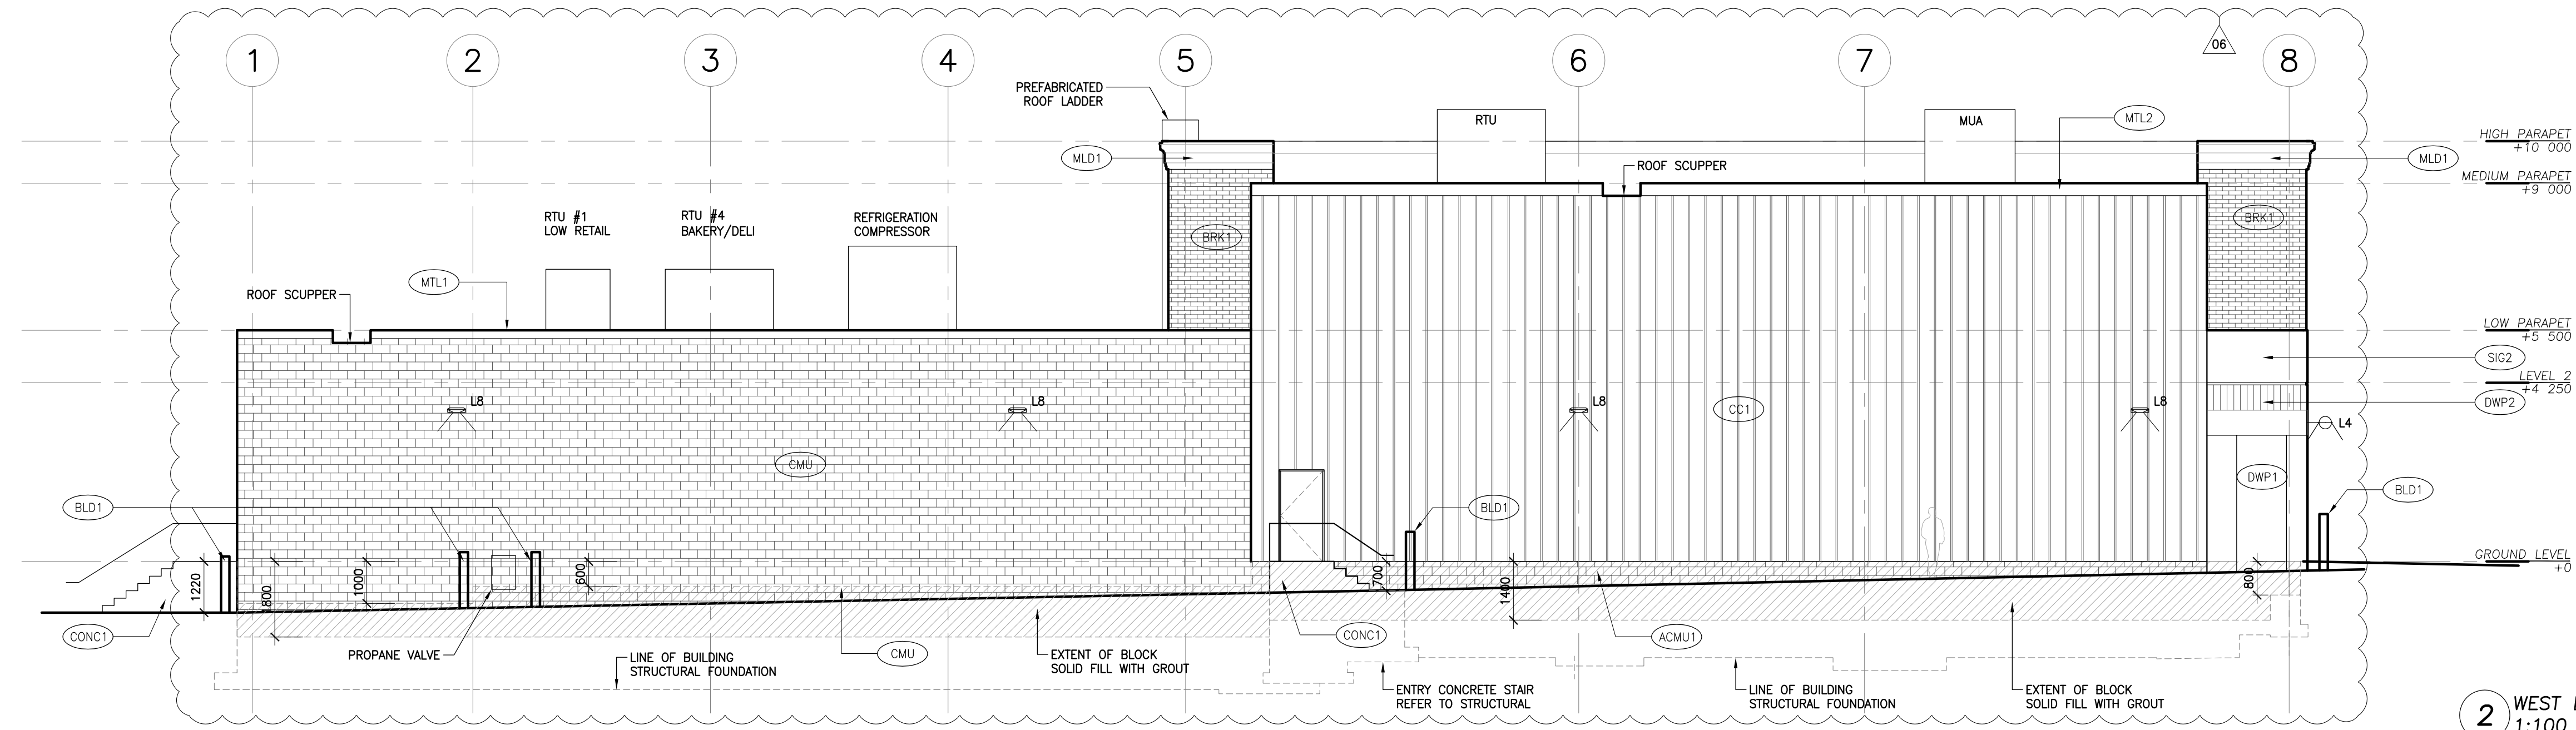 1
2
3
4
5
6
7
8
06
PREFABRICATED
ROOF LADDER
RTU
MUA
MTL2
HIGH PARAPET
+10 000
MLD1
MLD1
ROOF SCUPPER
MEDIUM PARAPET
+9 000
RTU #1
LOW RETAIL
RTU #4
BAKERY/DELI
REFRIGERATION
COMPRESSOR
BRK1
BRK1
MTL1
ROOF SCUPPER
LOW PARAPET
+5 500
SIG2
LEVEL 2
+4 250
L8
L8
L8
L8
CC1
DWP2
L4
CMU
DWP1
BLD1
BLD1
BLD1
GROUND LEVEL
+0
1220
1800
1000
600
700
1400
800
CONC1
CONC1
ACMU1
PROPANE VALVE
CMU
LINE OF BUILDING
STRUCTURAL FOUNDATION
EXTENT OF BLOCK
SOLID FILL WITH GROUT
ENTRY CONCRETE STAIR
REFER TO STRUCTURAL
LINE OF BUILDING
STRUCTURAL FOUNDATION
EXTENT OF BLOCK
SOLID FILL WITH GROUT
2
WEST
1:100